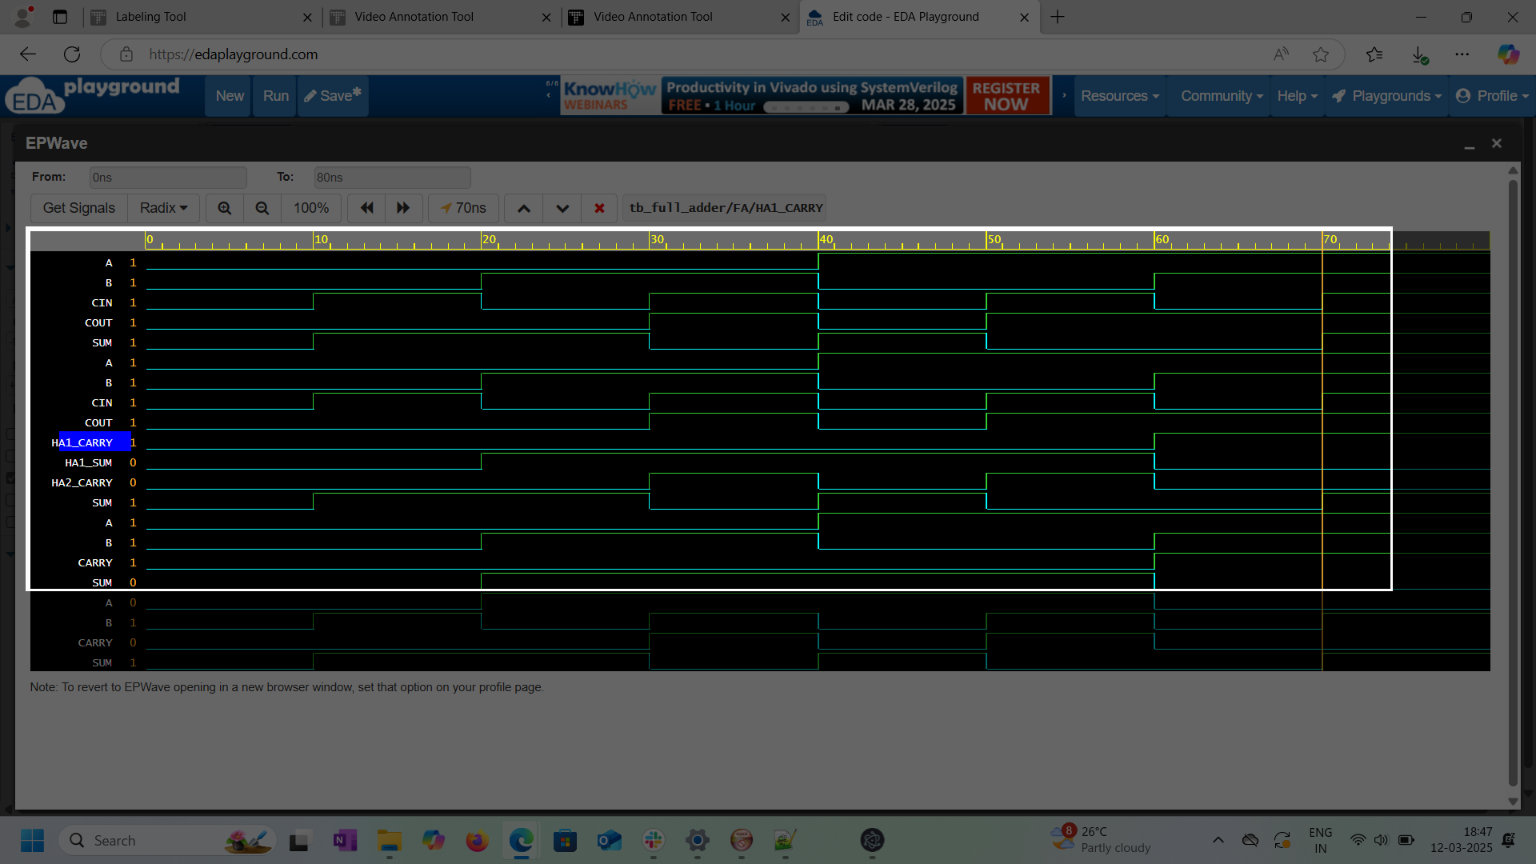 Labeling Tool
Video Annotation Tool
Video Annotation Tool
Edit code - EDA Playground
https://edaplayground.com
EDA playground
New
Run
Save*
KnowHow WEBINARS
Productivity in Vivado using SystemVerilog
FREE • 1 Hour
MAR 28, 2025
REGISTER NOW
Resources
Community
Help
Playgrounds
Profile
EPWave
From: 0ns To: 80ns
Get Signals Radix 100% 70ns tb_full_adder/FA/HA1_CARRY
0 10 20 30 40 50 60 70
A 1
B 1
CIN 1
COUT 1
SUM 1
A 1
B 1
CIN 1
COUT 1
HA1_CARRY 1
HA1_SUM 0
HA2_CARRY 0
SUM 1
A 1
B 1
CARRY 1
SUM 0
A 0
B 1
CARRY 0
SUM 1
Note: To revert to EPWave opening in a new browser window, set that option on your profile page.
Search
8
26°C
Partly cloudy
ENG
IN
18:47
12-03-2025